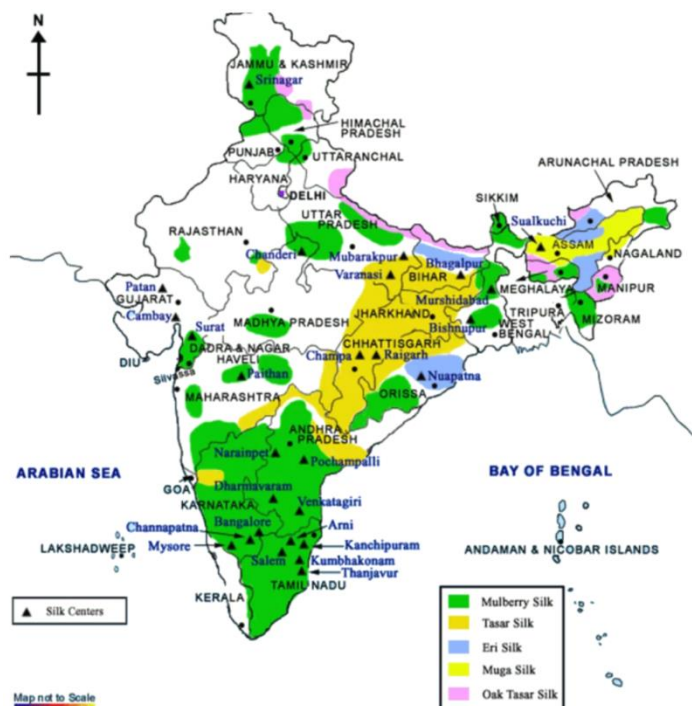 N
JAMMU & KASHMIR
Srinagar
HIMACHAL
PRADESH
PUNJAB
UTTARANCHAL
HARYANA
DELHI
ARUNACHAL PRADESH
SIKKIM
Sualkuchi
ASSAM
NAGALAND
UTTAR
PRADESH
RAJASTHAN
Chanderi
Mubarakpur
Varanasi
BIHAR
Bhagalpur
MEGHALAYA
MANIPUR
Patan
GUJARAT
Cambay
Murshidabad
JHARKHAND
Bishnupur
TRIPURA
MIZORAM
WEST
BENGAL
MADHYA PRADESH
Surat
DADRA & NAGAR
HAVELI
DIU
Silvassa
CHHATTISGARH
Champa
Raigarh
Paithan
Nuapatna
MAHARASHTRA
ORISSA
ANDHRA
PRADESH
Narainpet
Pochampalli
ARABIAN SEA
BAY OF BENGAL
GOA
Dharmavaram
KARNATAKA
Venkatagiri
Bangalore
Channapatna
Arni
LAKSHADWEEP
Mysore
Kanchipuram
Salem
Kumbhakonam
Thanjavur
TAMIL NADU
ANDAMAN & NICOBAR ISLANDS
KERALA
Silk Centers
Mulberry Silk
Tasar Silk
Eri Silk
Muga Silk
Oak Tasar Silk
Map not to Scale